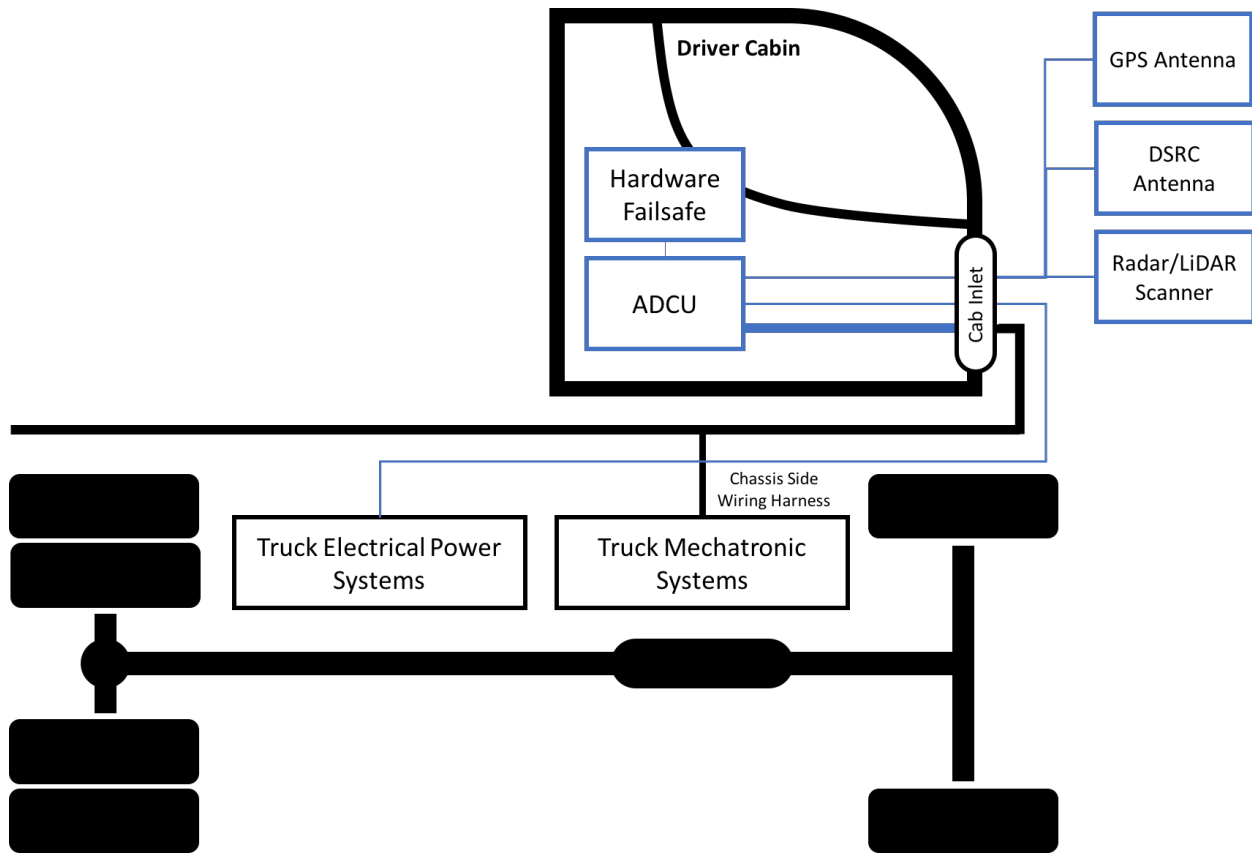 Driver Cabin
GPS Antenna
DSRC
Antenna
Hardware
Failsafe
Radar/LiDAR
Scanner
ADCU
Cab Inlet
Chassis Side
Wiring Harness
Truck Electrical Power
Systems
Truck Mechatronic
Systems